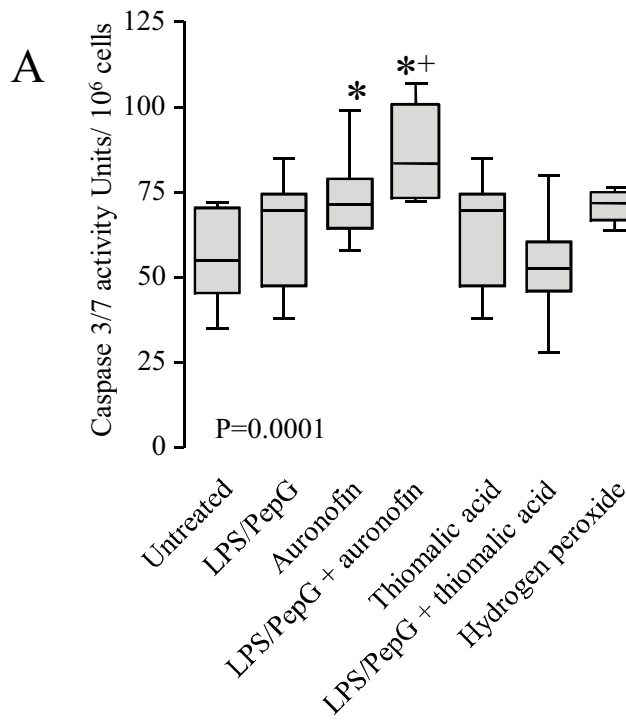 A
Caspase 3/7 activity Units/ 10⁶ cells
125
100
75
50
25
0
*
*+
P=0.0001
Untreated
LPS/PepG
Auronofin
LPS/PepG + auronofin
Thiomalic acid
LPS/PepG + thiomalic acid
Hydrogen peroxide